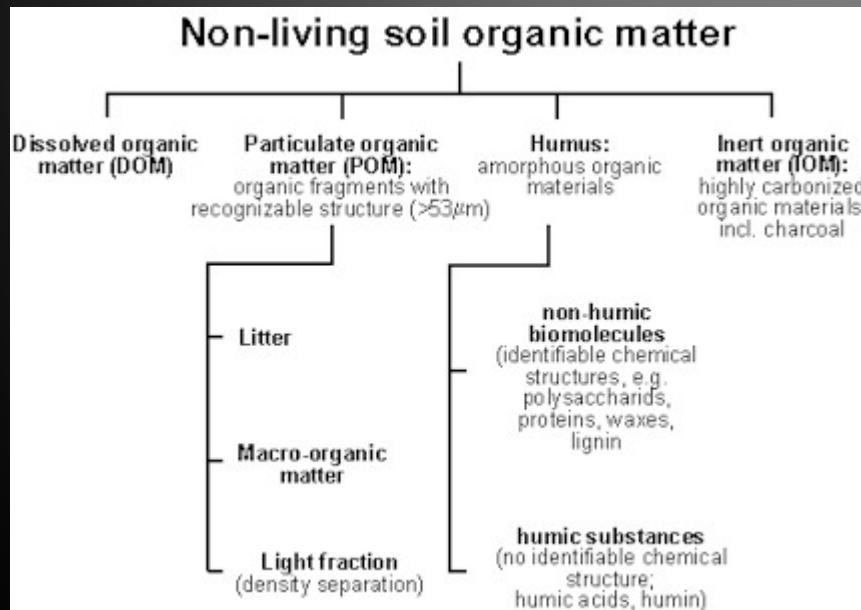 Non-living soil organic matter
Dissolved organic
matter (DOM)
Particulate organic
matter (POM):
organic fragments with
recognizable structure (>53µm)
Humus:
amorphous organic
materials
Inert organic
matter (IOM):
highly carbonized
organic materials
incl. charcoal
Litter
Macro-organic
matter
Light fraction
(density separation)
non-humic
biomolecules
(identifiable chemical
structures, e.g.
polysaccharids,
proteins, waxes,
lignin
humic substances
(no identifiable chemical
structure;
humic acids, humin)